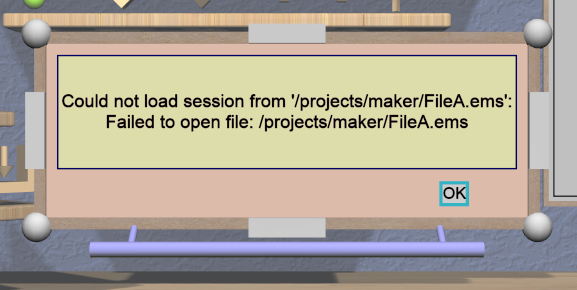 Could not load session from '/projects/maker/FileA.ems':
Failed to open file: /projects/maker/FileA.ems
OK